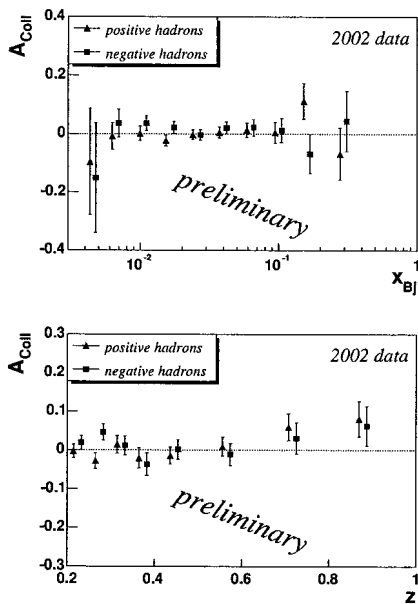 positive hadrons
negative hadrons
2002 data
A_Coll
0.4
0.2
0
-0.2
-0.4
preliminary
10^-2
10^-1
1
x_Bj
positive hadrons
negative hadrons
2002 data
A_Coll
0.3
0.2
0.1
0
-0.1
-0.2
-0.3
preliminary
0.2
0.4
0.6
0.8
1
z